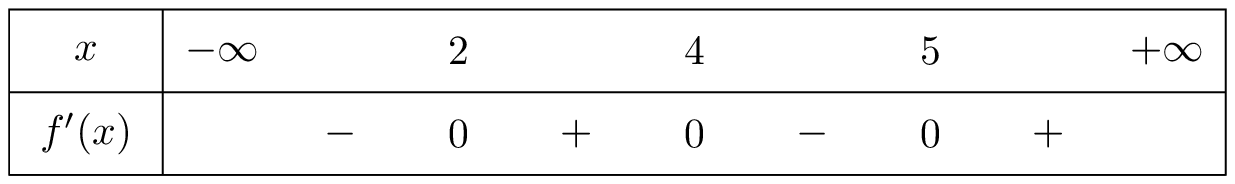 x −∞ 2 4 5 +∞
f′(x) − 0 + 0 − 0 +